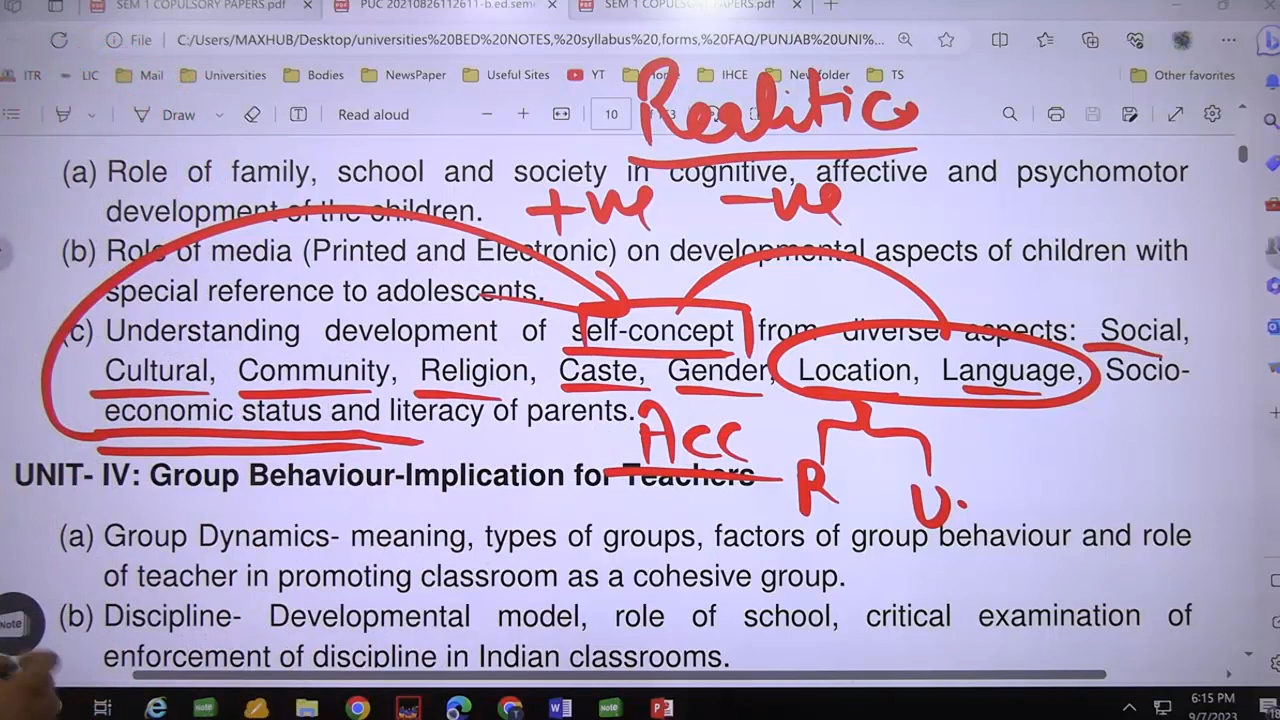 SEM 1 COPULSORY PAPERS.pdf
PUC 20210826112611-b.ed.sem
SEM 1 COPULSORY PAPERS.pdf
File C:/Users/MAXHUB/Desktop/universities%20BED%20NOTES,%20syllabus%20,forms,%20FAQ/PUNJAB%20UNI%...
ITR LIC Mail Universities Bodies NewsPaper Useful Sites YT IHCE New folder TS Other favorites
Draw Read aloud 10
+ve -ve
(a) Role of family, school and society in cognitive, affective and psychomotor
development of the children.
(b) Role of media (Printed and Electronic) on developmental aspects of children with
special reference to adolescents.
(c) Understanding development of self-concept from diverse aspects: Social,
Cultural, Community, Religion, Caste, Gender, Location, Language, Socio-
economic status and literacy of parents.
Acc
R U.
UNIT- IV: Group Behaviour-Implication for Teachers
(a) Group Dynamics- meaning, types of groups, factors of group behaviour and role
of teacher in promoting classroom as a cohesive group.
(b) Discipline- Developmental model, role of school, critical examination of
enforcement of discipline in Indian classrooms.
Note
6:15 PM
9/7/2023